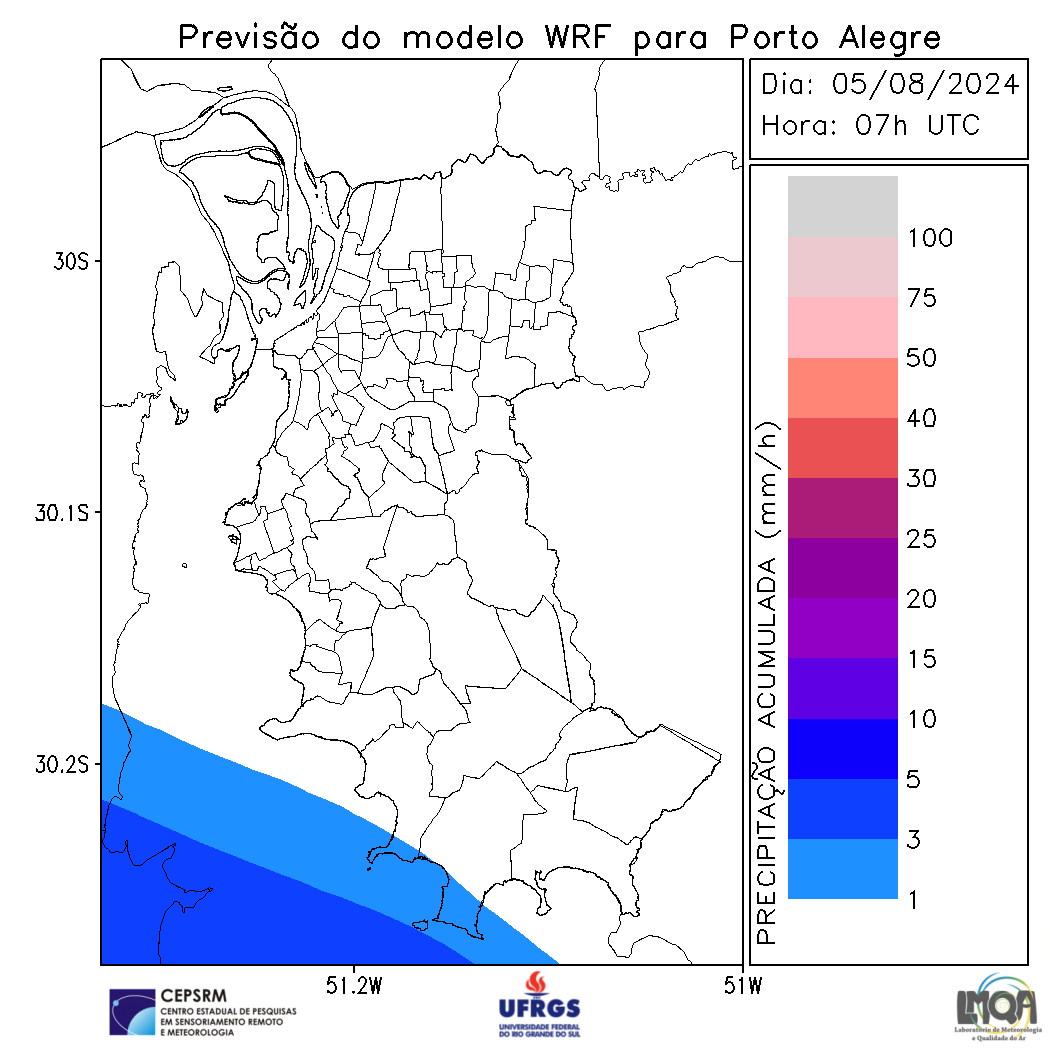 Previsão do modelo WRF para Porto Alegre
Dia: 05/08/2024
Hora: 07h UTC
30S
30.1S
30.2S
51.2W
51W
PRECIPITAÇÃO ACUMULADA (mm/h)
100
75
50
40
30
25
20
15
10
5
3
1
CEPSRM
CENTRO ESTADUAL DE PESQUISAS
EM SENSORIAMENTO REMOTO
E METEOROLOGIA
UFRGS
UNIVERSIDADE FEDERAL
DO RIO GRANDE DO SUL
LMQA
Laboratório de Meteorologia
e Qualidade do Ar